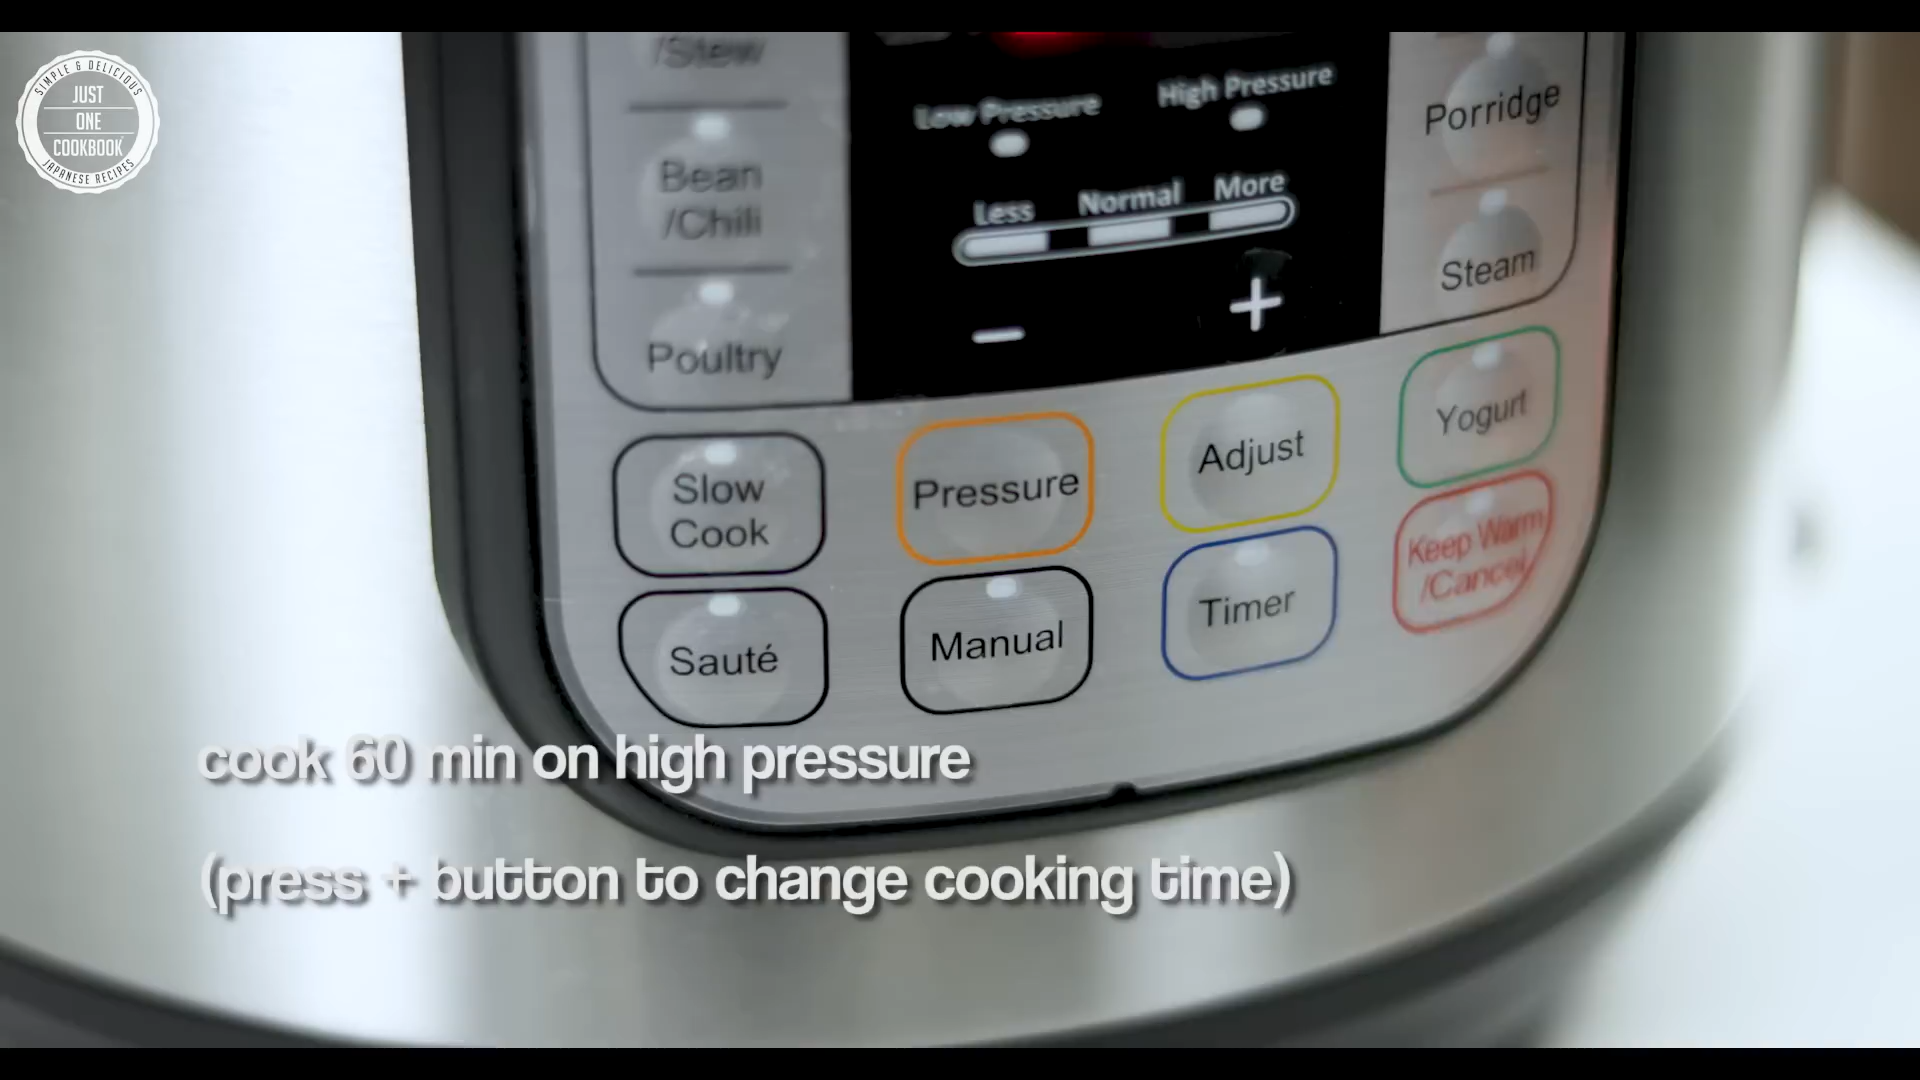 SIMPLE & DELICIOUS
JUST
ONE
COOKBOOK
JAPANESE RECIPES
/Stew
Bean
/Chili
Poultry
Low Pressure
High Pressure
Less Normal More
- +
Porridge
Steam
Slow
Cook
Pressure
Adjust
Yogurt
Sauté
Manual
Timer
Keep Warm
/Cancel
cook 60 min on high pressure
(press + button to change cooking time)